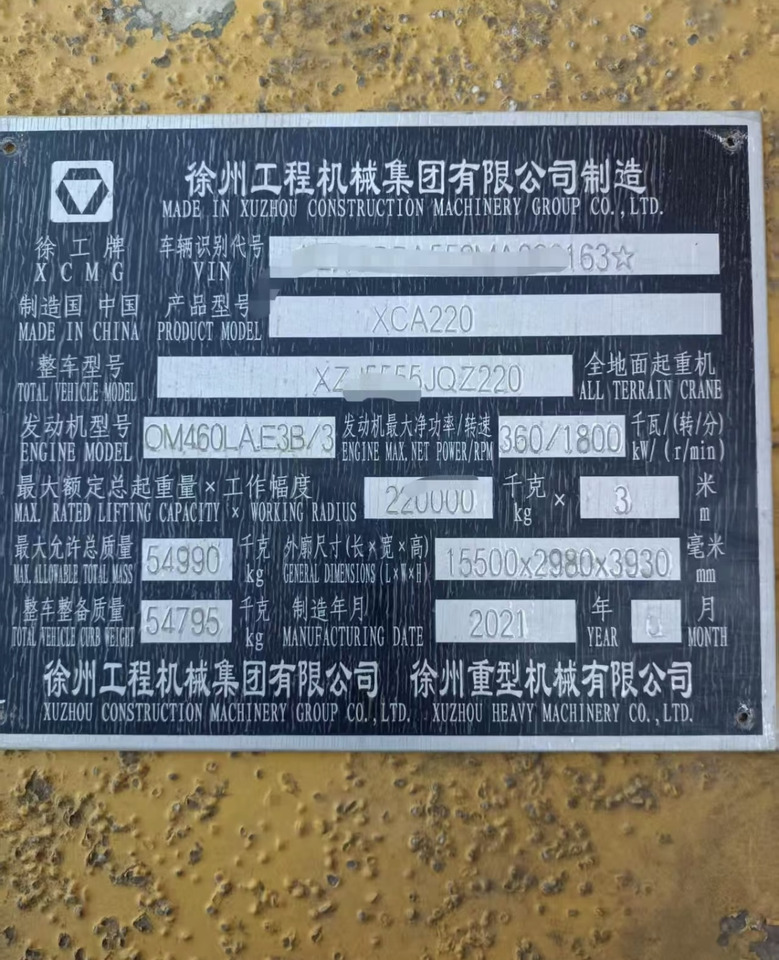 徐州工程机械集团有限公司制造
MADE IN XUZHOU CONSTRUCTION MACHINERY GROUP CO.,LTD.
徐工牌 车辆识别代号
XCMG VIN 163☆
制造国 中国 产品型号
MADE IN CHINA PRODUCT MODEL XCA220
整车型号 全地面起重机
TOTAL VEHICLE MODEL XZJ5555JQZ220 ALL TERRAIN CRANE
发动机型号 发动机最大净功率/转速 千瓦/(转/分)
ENGINE MODEL OM460LA.E3B/3 ENGINE MAX.NET POWER/RPM 360/1800 kW/(r/min)
最大额定总起重量×工作幅度 220000 千克 × 3 米
MAX. RATED LIFTING CAPACITY × WORKING RADIUS kg m
最大允许总质量 54990 千克 外廓尺寸(长×宽×高) 15500x2980x3930 毫米
MAX.ALLOWABLE TOTAL MASS kg GENERAL DIMENSIONS(L×W×H) mm
整车整备质量 54795 千克 制造年月 2021 年 月
TOTAL VEHICLE CURB WEIGHT kg MANUFACTURING DATE YEAR MONTH
徐州工程机械集团有限公司 徐州重型机械有限公司
XUZHOU CONSTRUCTION MACHINERY GROUP CO.,LTD. XUZHOU HEAVY MACHINERY CO.,LTD.